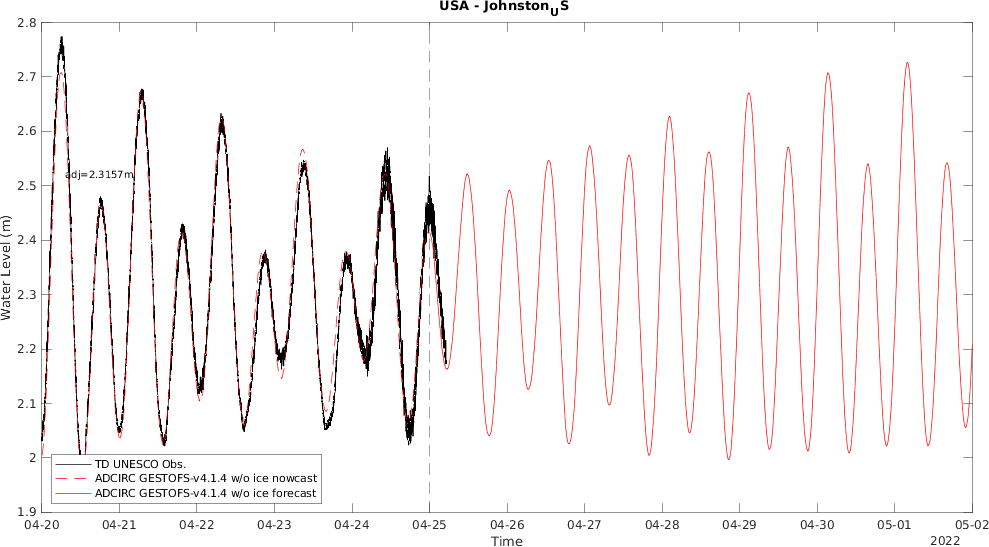 USA - Johnston_US
2.8
2.7
2.6
2.5
2.4
2.3
2.2
2.1
2
1.9
Water Level (m)
adj=2.3157m
TD UNESCO Obs.
ADCIRC GESTOFS-v4.1.4 w/o ice nowcast
ADCIRC GESTOFS-v4.1.4 w/o ice forecast
04-20 04-21 04-22 04-23 04-24 04-25 04-26 04-27 04-28 04-29 04-30 05-01 05-02
Time
2022